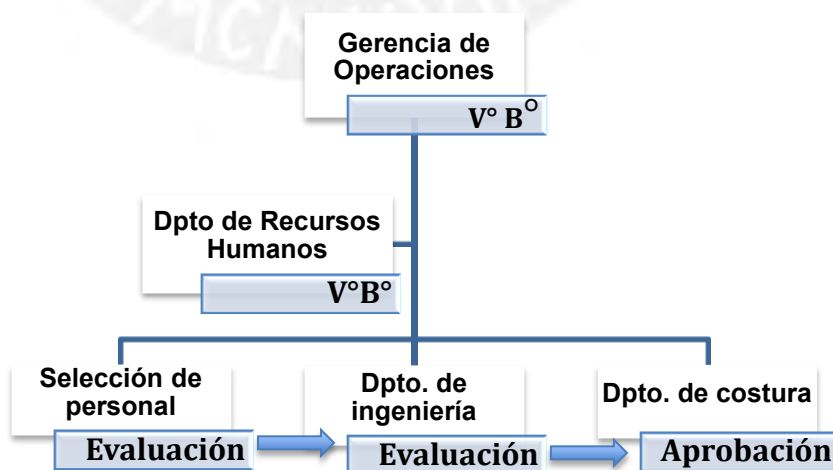 Gerencia de
Operaciones
V° B°
Dpto de Recursos
Humanos
V°B°
Selección de
personal
Evaluación
Dpto. de
ingeniería
Evaluación
Dpto. de costura
Aprobación